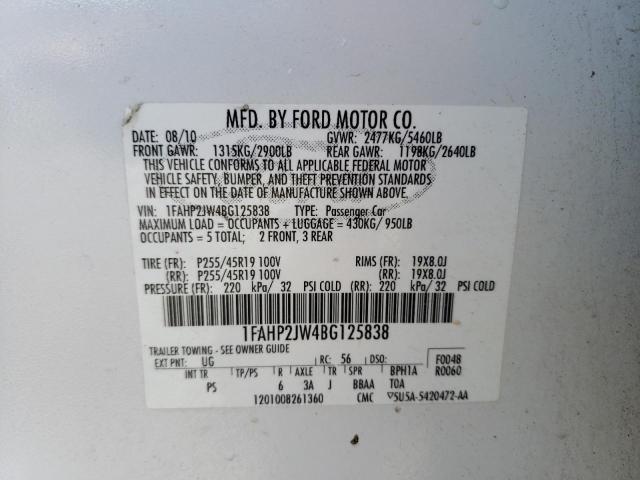 MFD. BY FORD MOTOR CO.
DATE: 08/10 GVWR: 2477KG/5460LB
FRONT GAWR: 1315KG/2900LB REAR GAWR: 1198KG/2640LB
THIS VEHICLE CONFORMS TO ALL APPLICABLE FEDERAL MOTOR
VEHICLE SAFETY, BUMPER, AND THEFT PREVENTION STANDARDS
IN EFFECT ON THE DATE OF MANUFACTURE SHOWN ABOVE.
VIN: 1FAHP2JW4BG125838 TYPE: Passenger Car
MAXIMUM LOAD = OCCUPANTS + LUGGAGE = 430KG/950LB
OCCUPANTS = 5 TOTAL; 2 FRONT, 3 REAR
TIRE (FR): P255/45R19 100V RIMS (FR): 19X8.0J
(RR): P255/45R19 100V (RR): 19X8.0J
PRESSURE (FR): 220 kPa/ 32 PSI COLD (RR): 220 kPa/ 32 PSI COLD
1FAHP2JW4BG125838
TRAILER TOWING - SEE OWNER GUIDE
EXT PNT: UG RC: 56 DSO: F0048
INT TR TP/PS R AXLE TR SPR BPH1A R0060
PS 6 3A J BBAA TOA
1201008261360 CMC ▽5U5A-5420472-AA